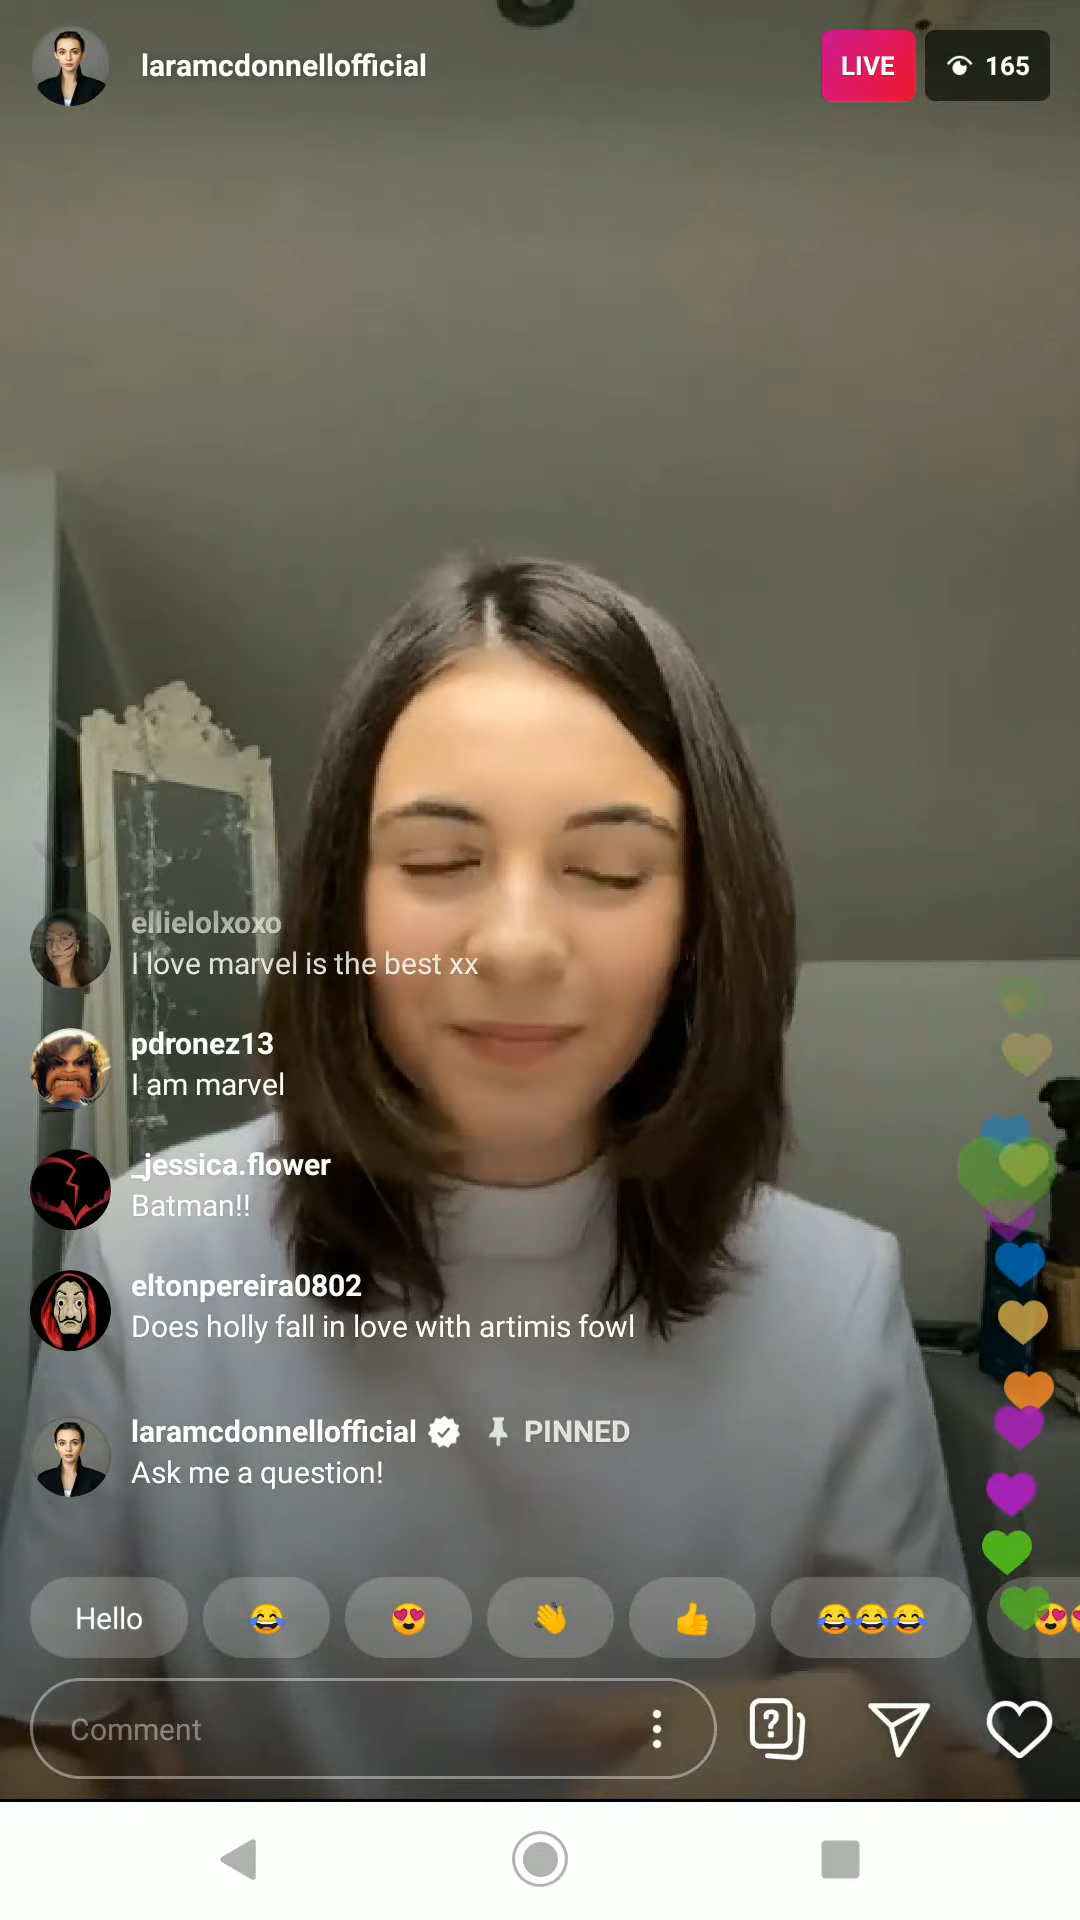 laramcdonnellofficial
LIVE
165
ellielolxoxo
I love marvel is the best xx
pdronez13
I am marvel
_jessica.flower
Batman!!
eltonpereira0802
Does holly fall in love with artimis fowl
laramcdonnellofficial PINNED
Ask me a question!
Hello
Comment